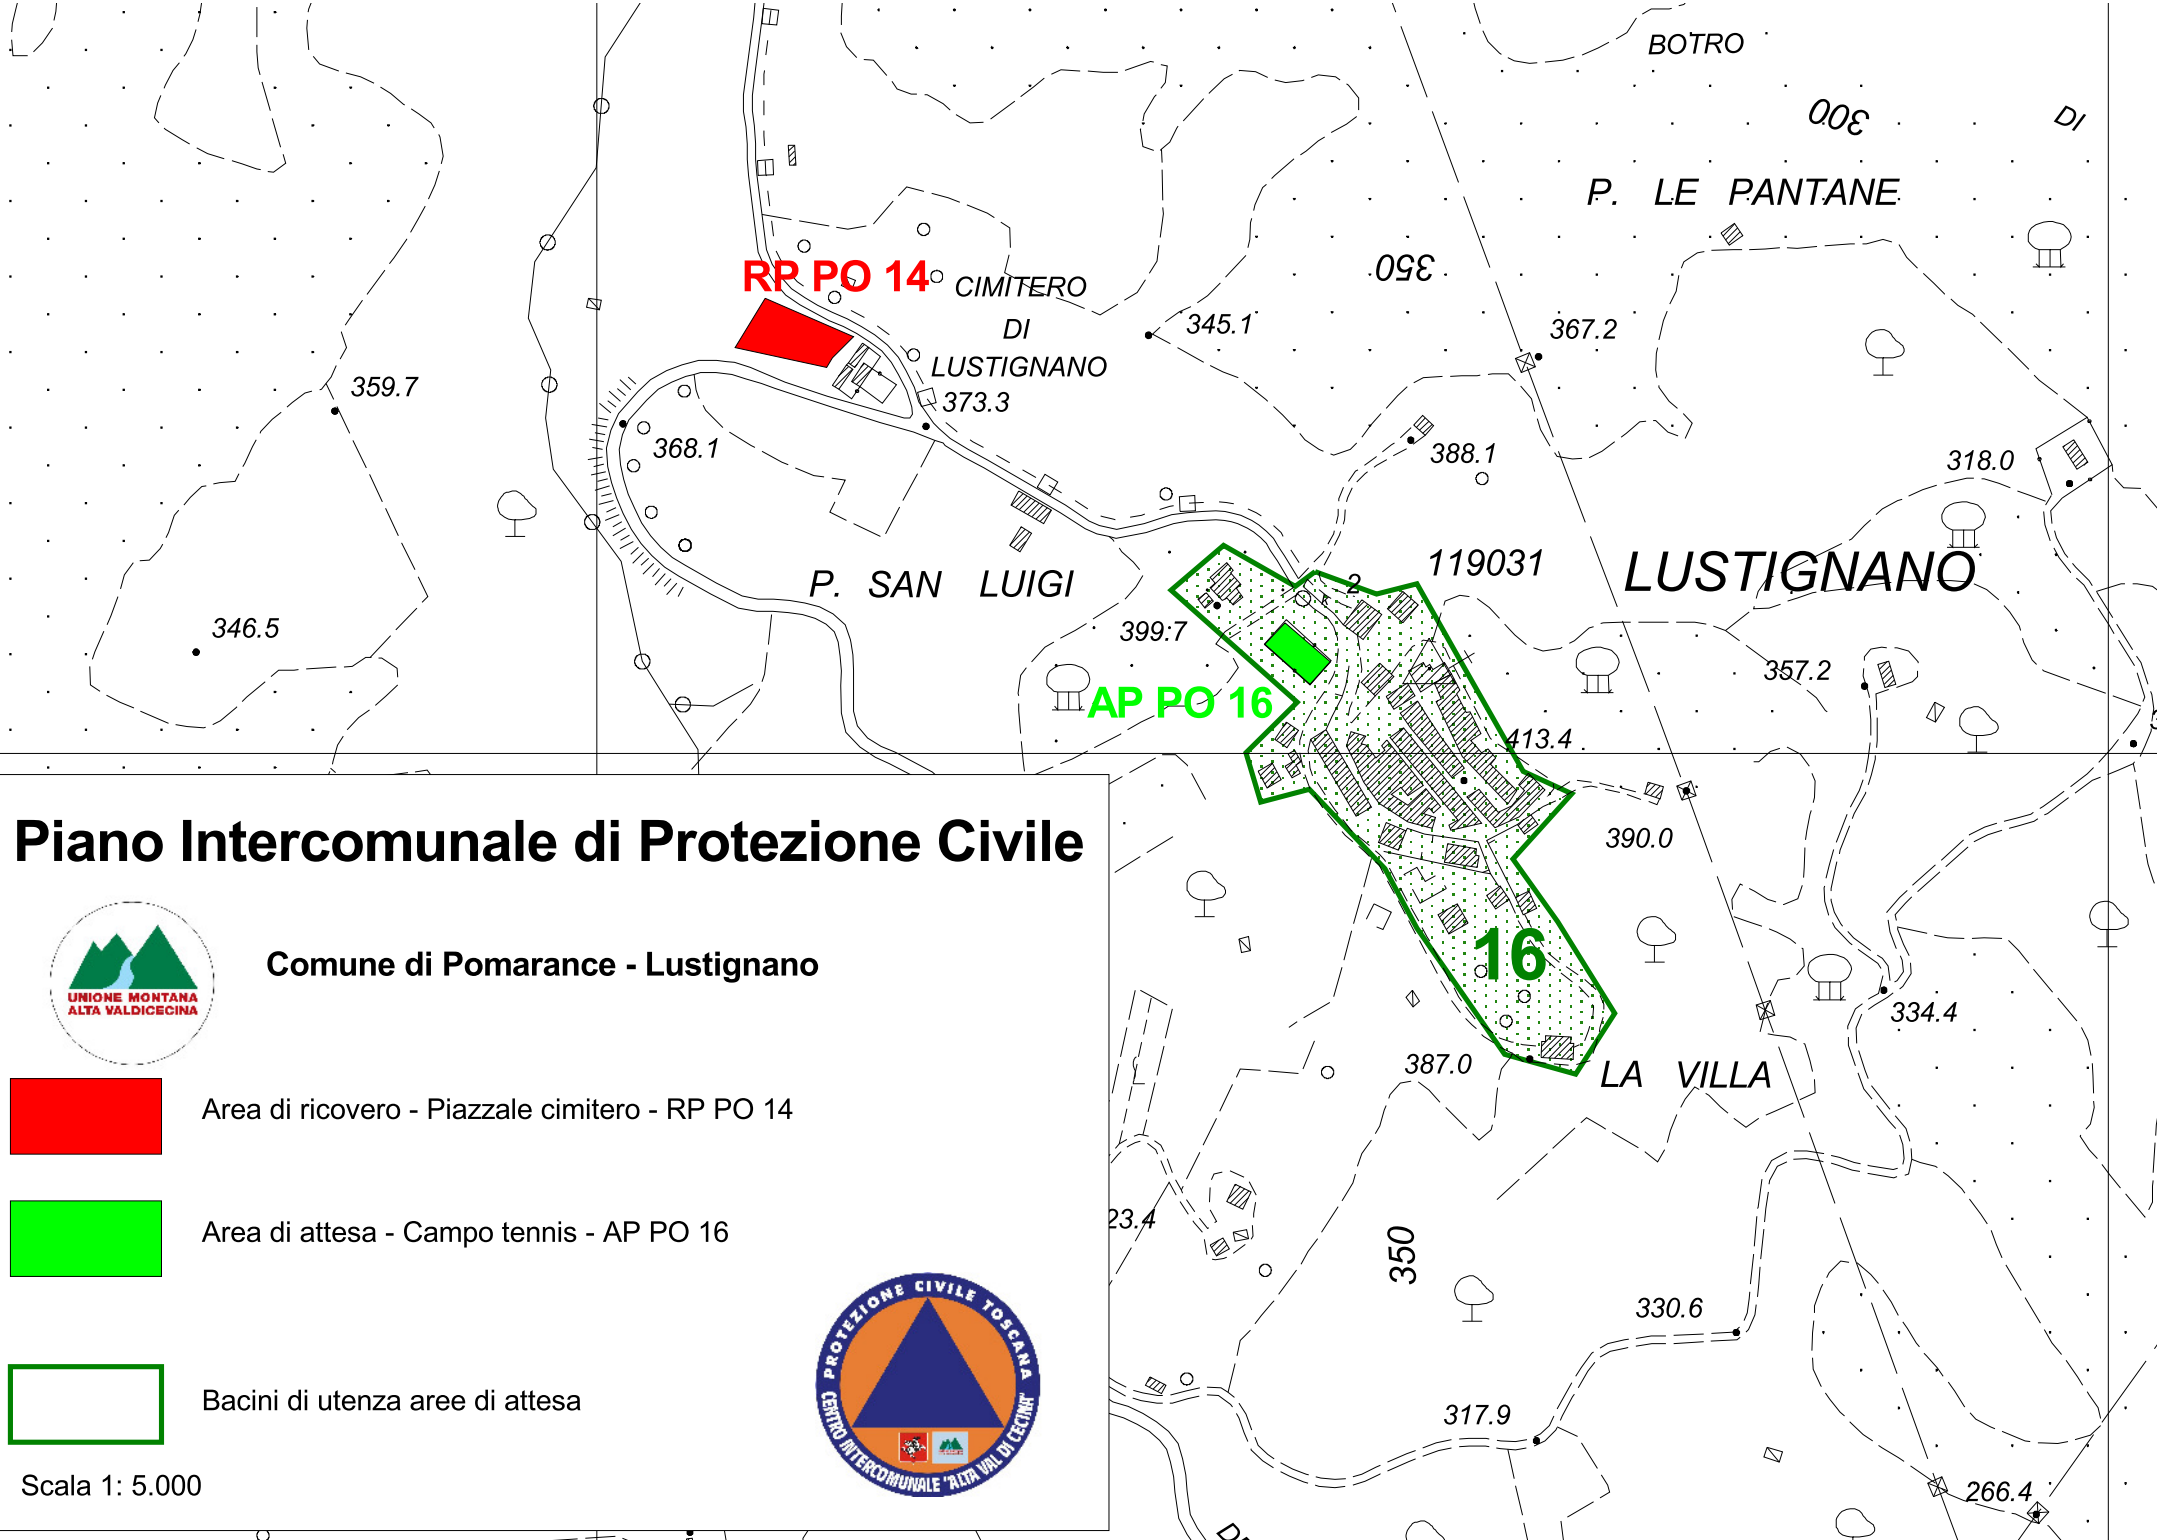 BOTRO
300
DI
P. LE PANTANE
350
RP PO 14
CIMITERO
DI
LUSTIGNANO
345.1
367.2
359.7
373.3
368.1
388.1
318.0
119031
LUSTIGNANO
P. SAN LUIGI
2
346.5
399.7
357.2
AP PO 16
413.4
390.0
16
334.4
387.0
LA VILLA
23.4
350
330.6
317.9
266.4
Piano Intercomunale di Protezione Civile
UNIONE MONTANA
ALTA VALDICECINA
Comune di Pomarance - Lustignano
Area di ricovero - Piazzale cimitero - RP PO 14
Area di attesa - Campo tennis - AP PO 16
Bacini di utenza aree di attesa
PROTEZIONE CIVILE TOSCANA
CENTRO INTERCOMUNALE "ALTA VAL DI CECINA"
Scala 1: 5.000